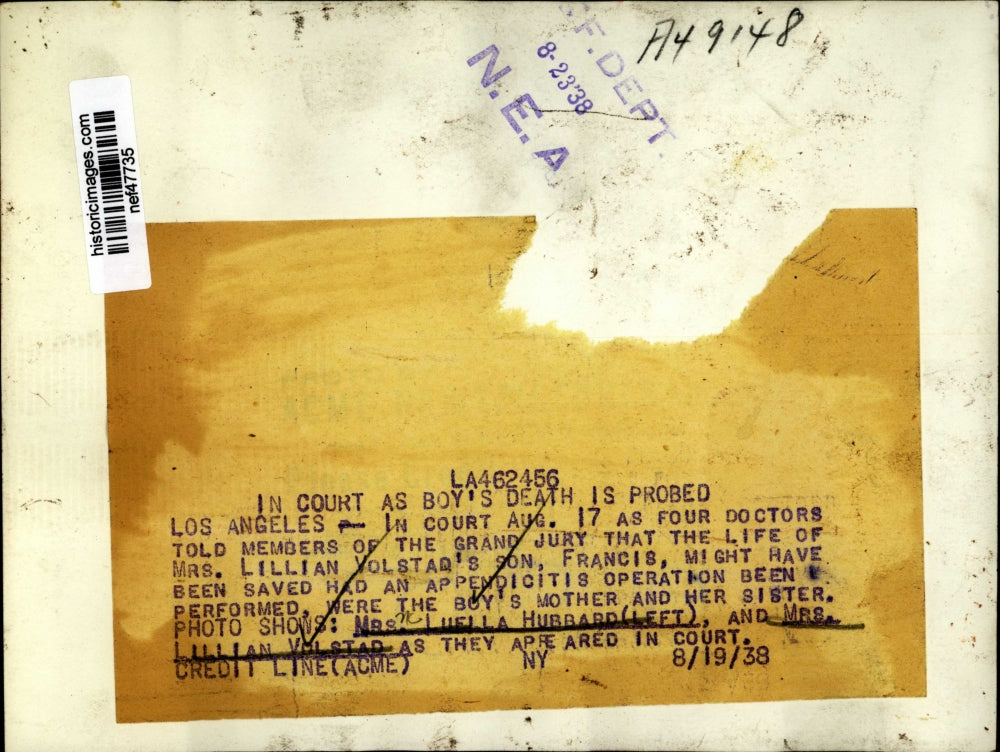 A49148
F. DEPT.
8-23'38
N.E.A
historicimages.com
nef47735
LA462456
IN COURT AS BOY'S DEATH IS PROBED
LOS ANGELES - IN COURT AUG. 17 AS FOUR DOCTORS
TOLD MEMBERS OF THE GRAND JURY THAT THE LIFE OF
MRS. LILLIAN VOLSTAD'S SON, FRANCIS, MIGHT HAVE
BEEN SAVED HAD AN APPENDICITIS OPERATION BEEN
PERFORMED, WERE THE BOY'S MOTHER AND HER SISTER.
PHOTO SHOWS: MRS. LUELLA HUBBARD(LEFT), AND MRS.
LILLIAN VOLSTAD AS THEY APPEARED IN COURT.
CREDIT LINE(ACME) NY 8/19/38